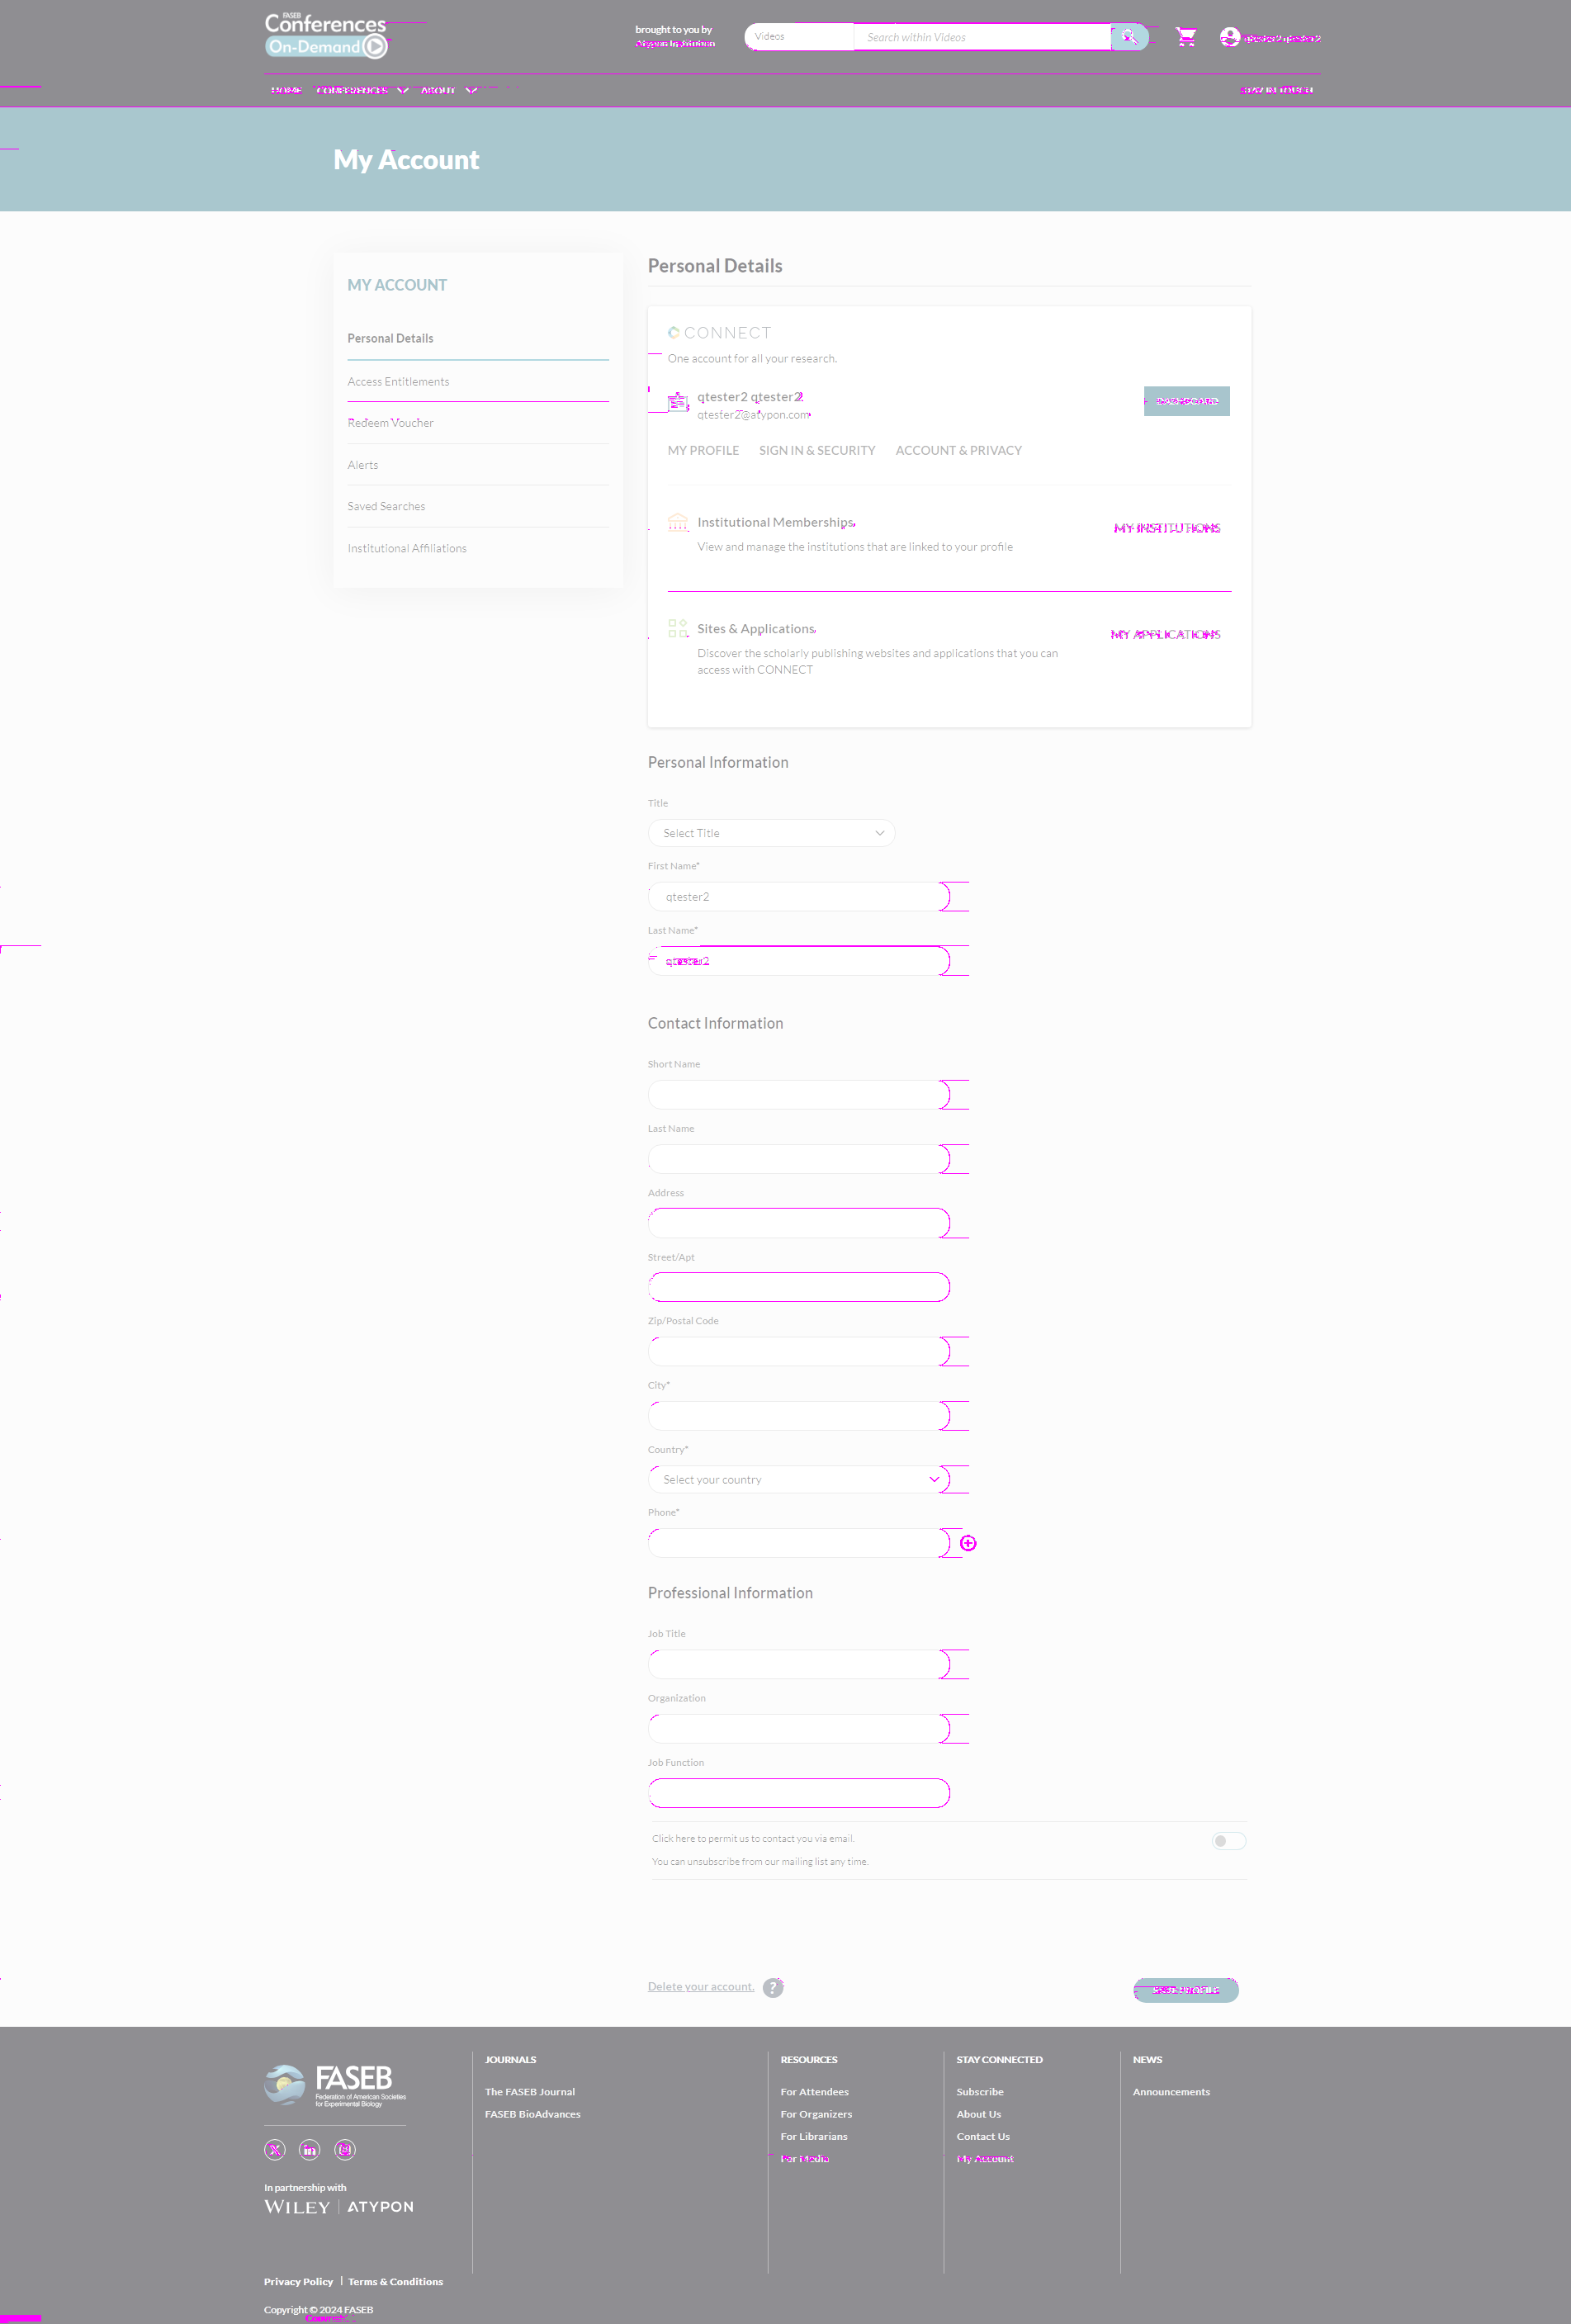 FASEB
Conferences
On-Demand
brought to you by
Videos
Search within Videos
HOME CONFERENCES ABOUT
My Account
MY ACCOUNT
Personal Details
Access Entitlements
Redeem Voucher
Alerts
Saved Searches
Institutional Affiliations
Personal Details
CONNECT
One account for all your research.
qtester2 qtester2
qtester2@atypon.com
MY PROFILE SIGN IN & SECURITY ACCOUNT & PRIVACY
Institutional Memberships
MY INSTITUTIONS
View and manage the institutions that are linked to your profile
Sites & Applications
MY APPLICATIONS
Discover the scholarly publishing websites and applications that you can
access with CONNECT
Personal Information
Title
Select Title
First Name*
qtester2
Last Name*
qtester2
Contact Information
Short Name
Last Name
Address
Street/Apt
Zip/Postal Code
City*
Country*
Select your country
Phone*
Professional Information
Job Title
Organization
Job Function
Click here to permit us to contact you via email.
You can unsubscribe from our mailing list any time.
Delete your account. ?
FASEB
Federation of American Societies
for Experimental Biology
In partnership with
WILEY | ATYPON
JOURNALS
The FASEB Journal
FASEB BioAdvances
RESOURCES
For Attendees
For Organizers
For Librarians
For Media
STAY CONNECTED
Subscribe
About Us
Contact Us
My Account
NEWS
Announcements
Privacy Policy | Terms & Conditions
Copyright © 2024 FASEB